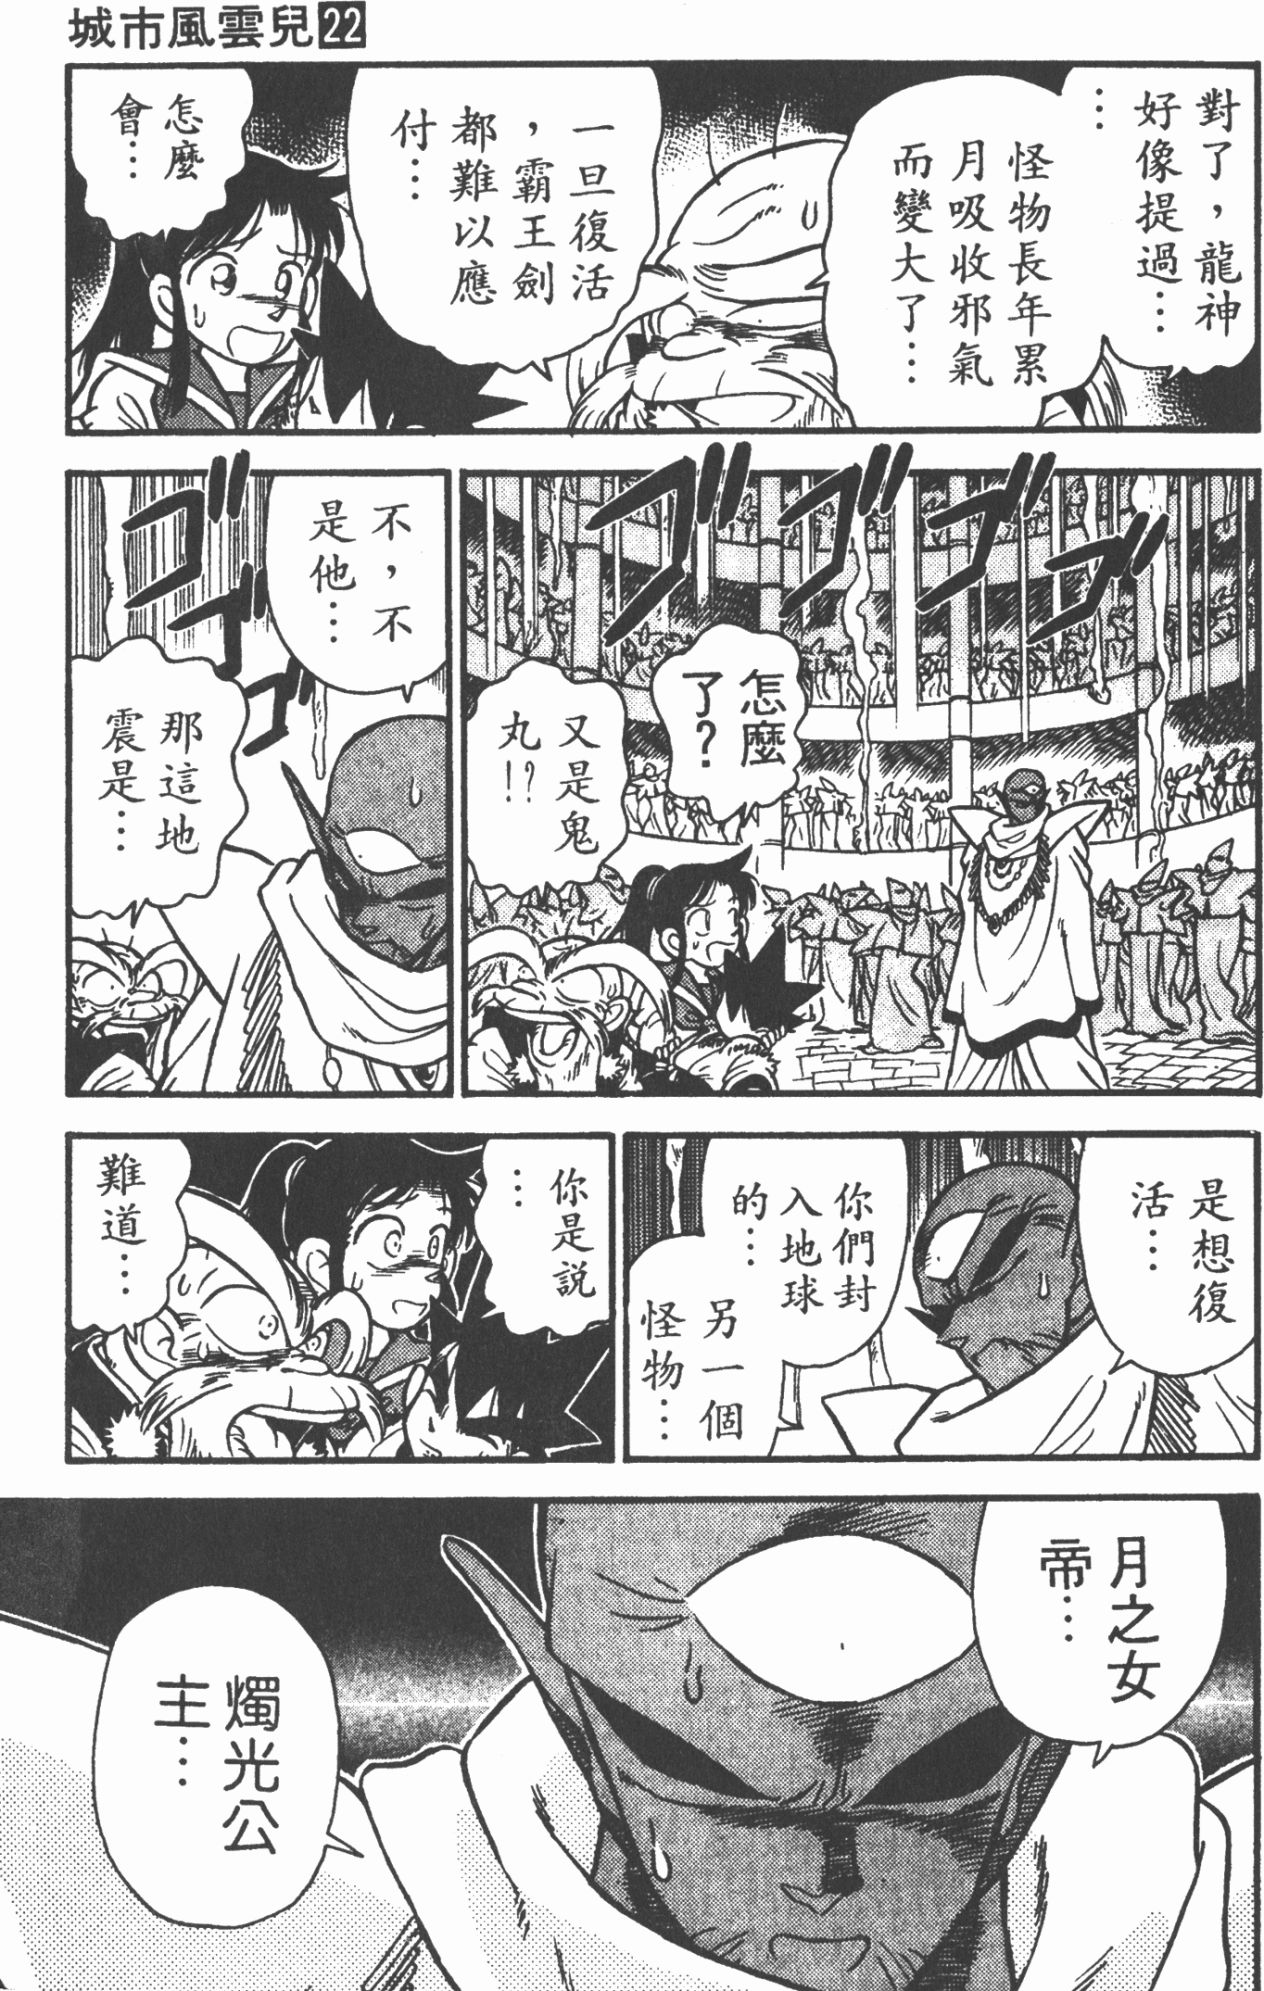 城市風雲兒22
對了，龍神
好像提過…
…
怪物長年累
月吸收邪氣
而變大了…
一旦復活
，霸王劍
都難以應
付…
怎麼
會…
ゴゴゴゴ
怎麼
了？
又是鬼
丸！？
不，不
是他…
ゴゴゴ
那這地
震是…
是想復
活…
你們封
入地球
的…
另一個
怪物…
你是説
…
難道…
月之女
帝…
燭光公
主…